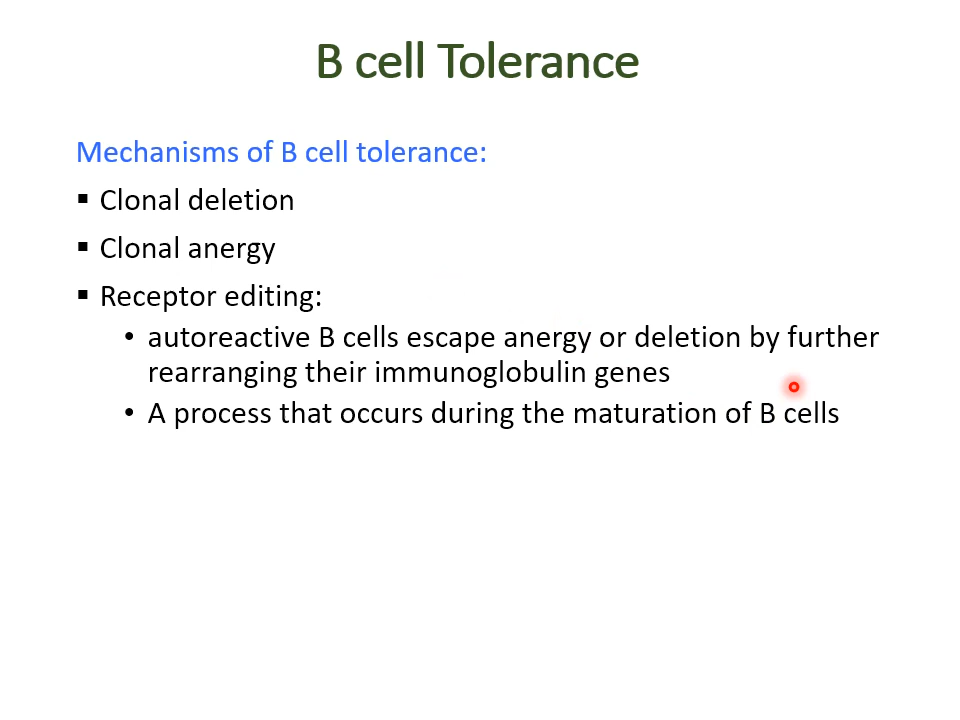 B cell Tolerance
Mechanisms of B cell tolerance:
▪ Clonal deletion
▪ Clonal anergy
▪ Receptor editing:
• autoreactive B cells escape anergy or deletion by further
rearranging their immunoglobulin genes
• A process that occurs during the maturation of B cells